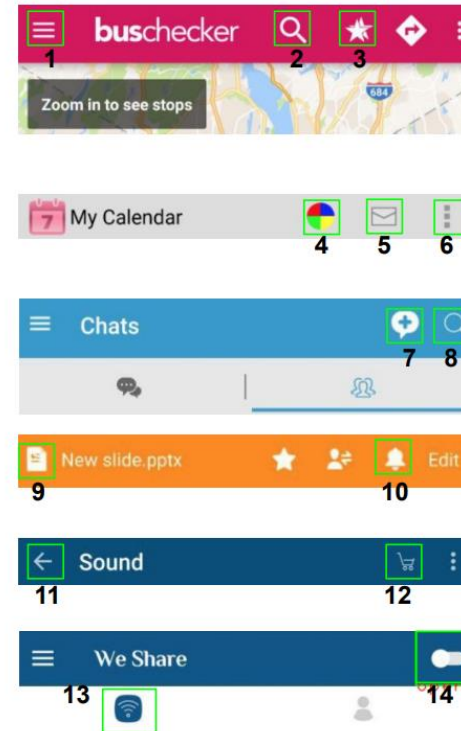 buschecker
1 2 3
Zoom in to see stops
684
7 My Calendar
4 5 6
Chats
7 8
New slide.pptx Edit
9 10
Sound
11 12
We Share
13 14